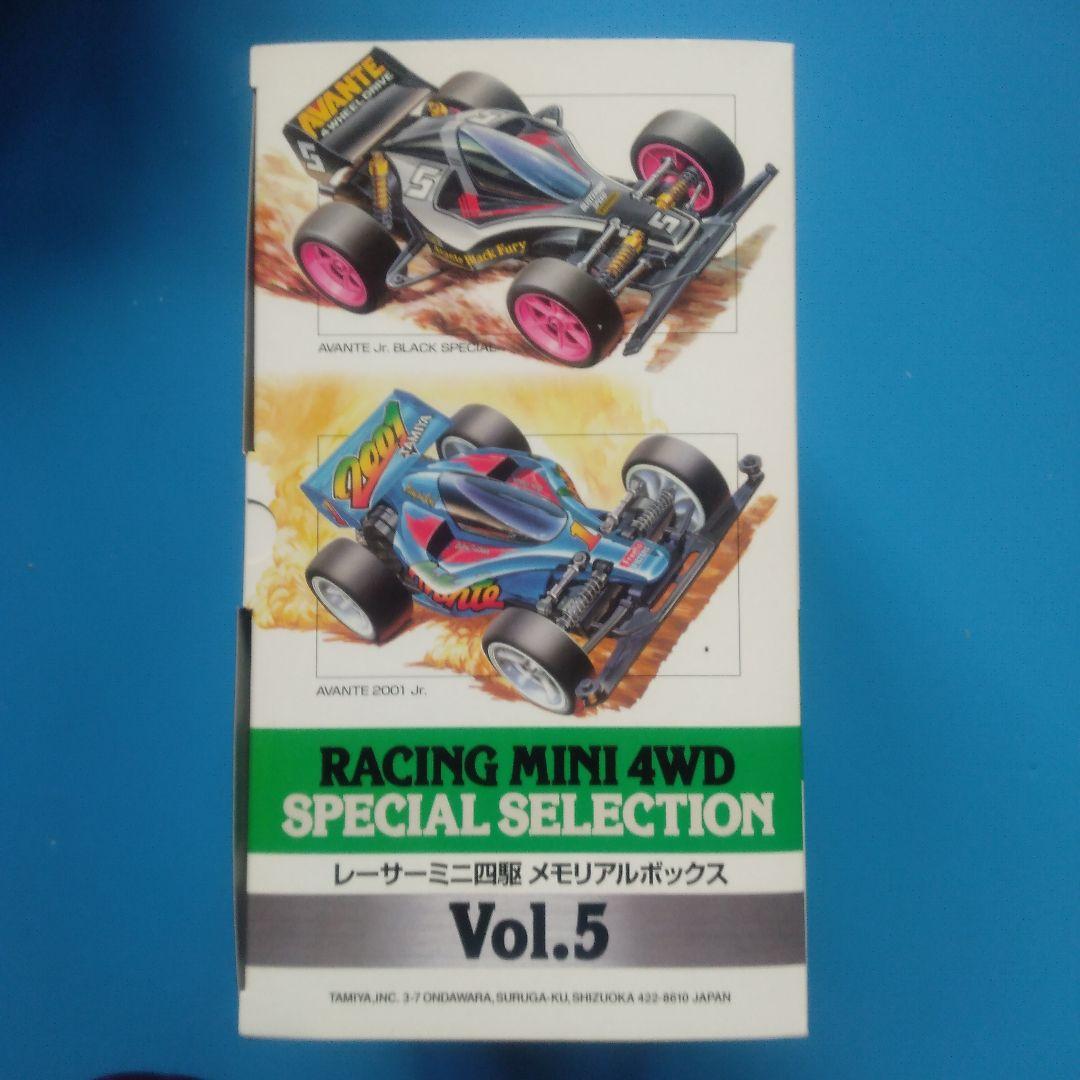 AVANTE
4 WHEEL DRIVE
5
5
5
Avante Black Fury
AVANTE Jr. BLACK SPECIAL
2001
TAMIYA
1
Avante
AVANTE 2001 Jr.
RACING MINI 4WD
SPECIAL SELECTION
レーサーミニ四駆 メモリアルボックス
Vol.5
TAMIYA,INC. 3-7 ONDAWARA, SURUGA-KU, SHIZUOKA 422-8610 JAPAN